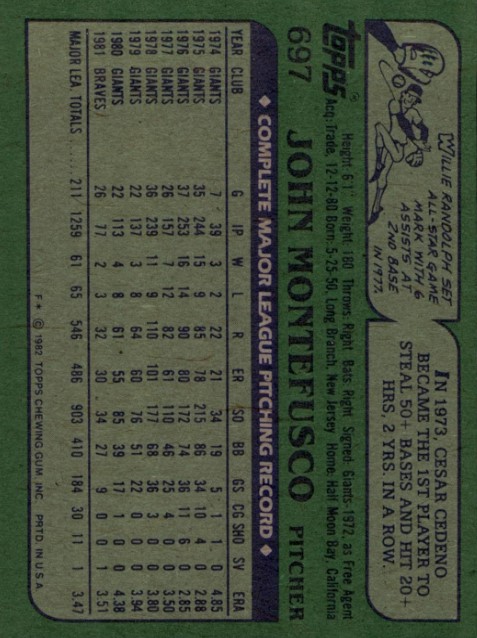 WILLIE RANDOLPH SET
ALL-STAR GAME
MARK WITH 6
ASSISTS AT
2ND BASE
IN 1977.
IN 1973, CESAR CEDENO
BECAME THE 1ST PLAYER TO
STEAL 50+ BASES AND HIT 20+
HRS, 2 YRS. IN A ROW.
topps®
Height 6'1" Weight 180 Throws: Right Bats: Right Signed: Giants-1972, as Free Agent
Acq: Trade, 12-12-80 Born: 5-25-50, Long Branch, New Jersey Home: Half Moon Bay, California
697 JOHN MONTEFUSCO PITCHER
◆ COMPLETE MAJOR LEAGUE PITCHING RECORD ◆
YEAR CLUB G IP W L R ER SO BB GS CG SHO SV ERA
1974 GIANTS 7 39 3 2 22 21 34 19 5 1 1 0 4.85
1975 GIANTS 35 244 15 9 85 78 215 86 34 10 4 0 2.88
1976 GIANTS 37 253 16 14 90 80 172 74 36 11 6 0 2.85
1977 GIANTS 26 157 7 12 82 61 110 46 25 4 0 0 3.50
1978 GIANTS 36 239 11 9 110 101 177 68 36 3 0 0 3.80
1979 GIANTS 22 137 3 8 64 60 76 51 22 0 0 0 3.94
1980 GIANTS 22 113 4 8 61 55 85 39 17 1 0 0 4.38
1981 BRAVES 26 77 2 3 32 30 34 27 9 0 0 1 3.51
MAJOR LEA. TOTALS ..... 211 1259 61 65 546 486 903 410 184 30 11 1 3.47
F* © 1982 TOPPS CHEWING GUM INC. PRTD. IN U.S.A.